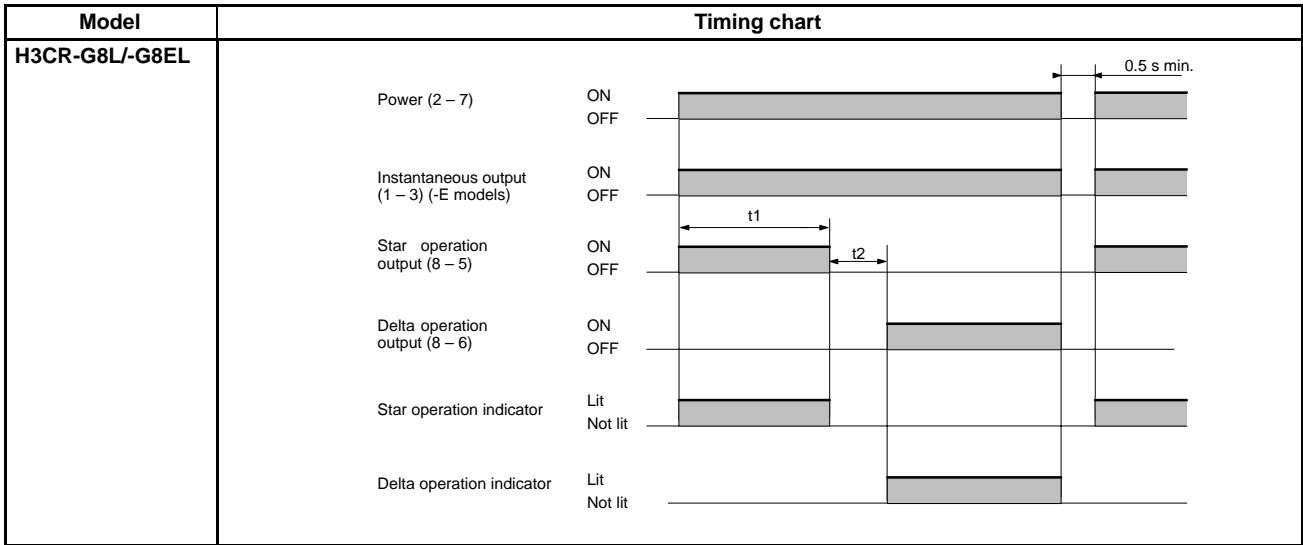 Model
Timing chart
H3CR-G8L/-G8EL
0.5 s min.
Power (2 – 7)
ON
OFF
Instantaneous output
(1 – 3) (-E models)
ON
OFF
t1
Star operation
output (8 – 5)
ON
OFF
t2
Delta operation
output (8 – 6)
ON
OFF
Star operation indicator
Lit
Not lit
Delta operation indicator
Lit
Not lit